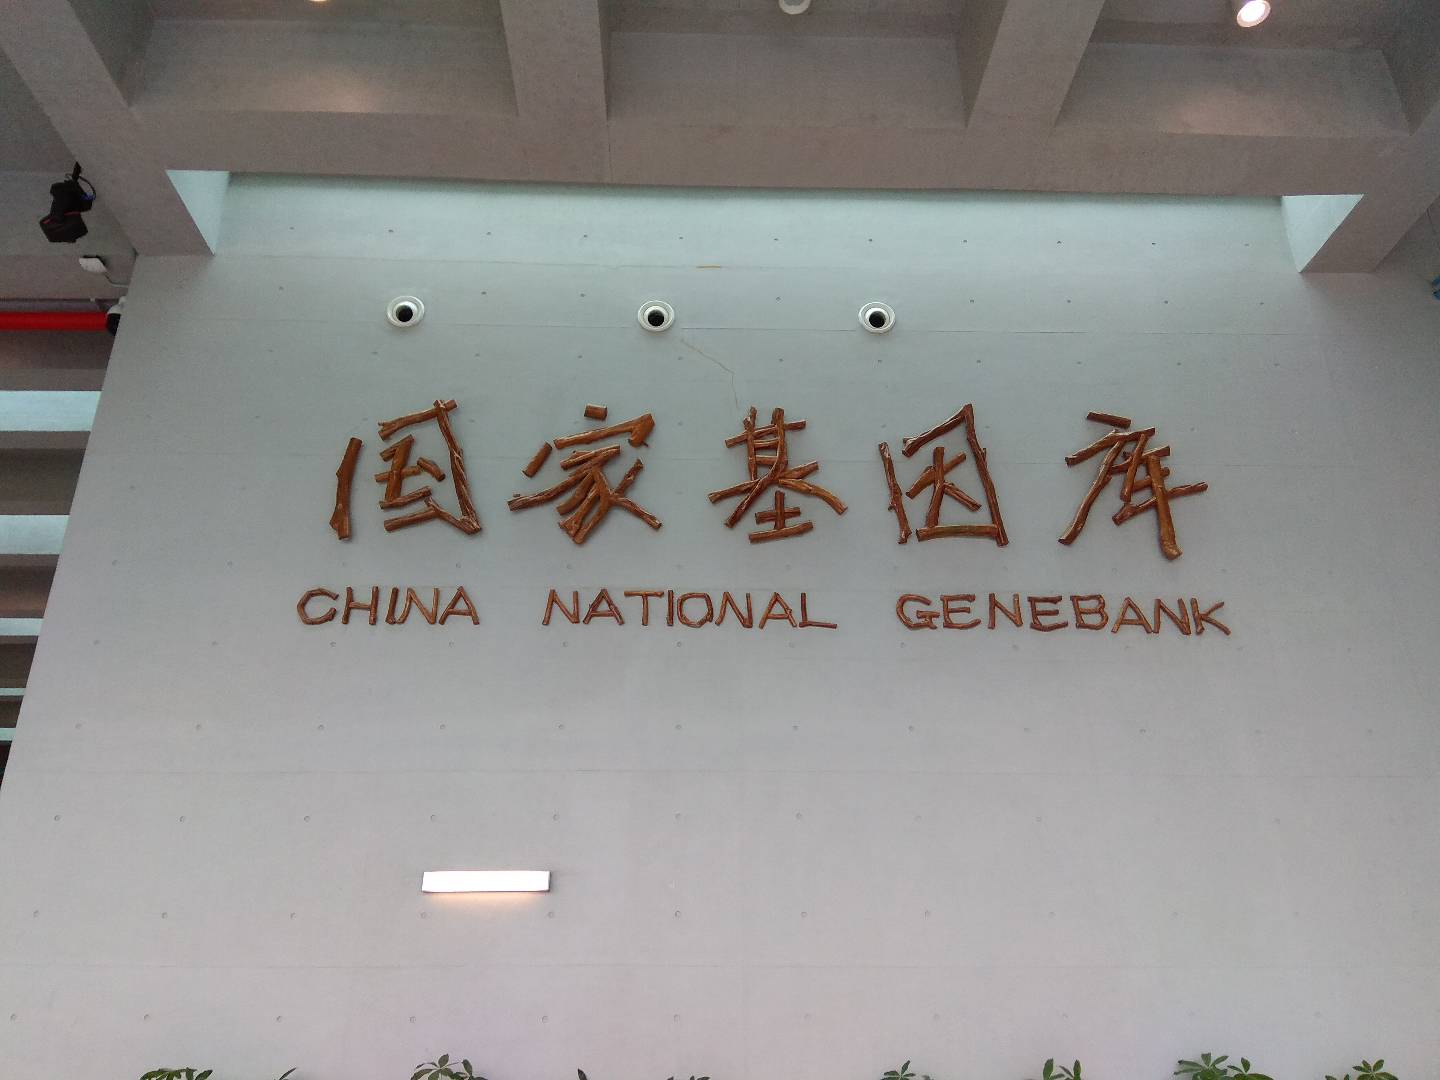 国家基因库
CHINA NATIONAL GENEBANK